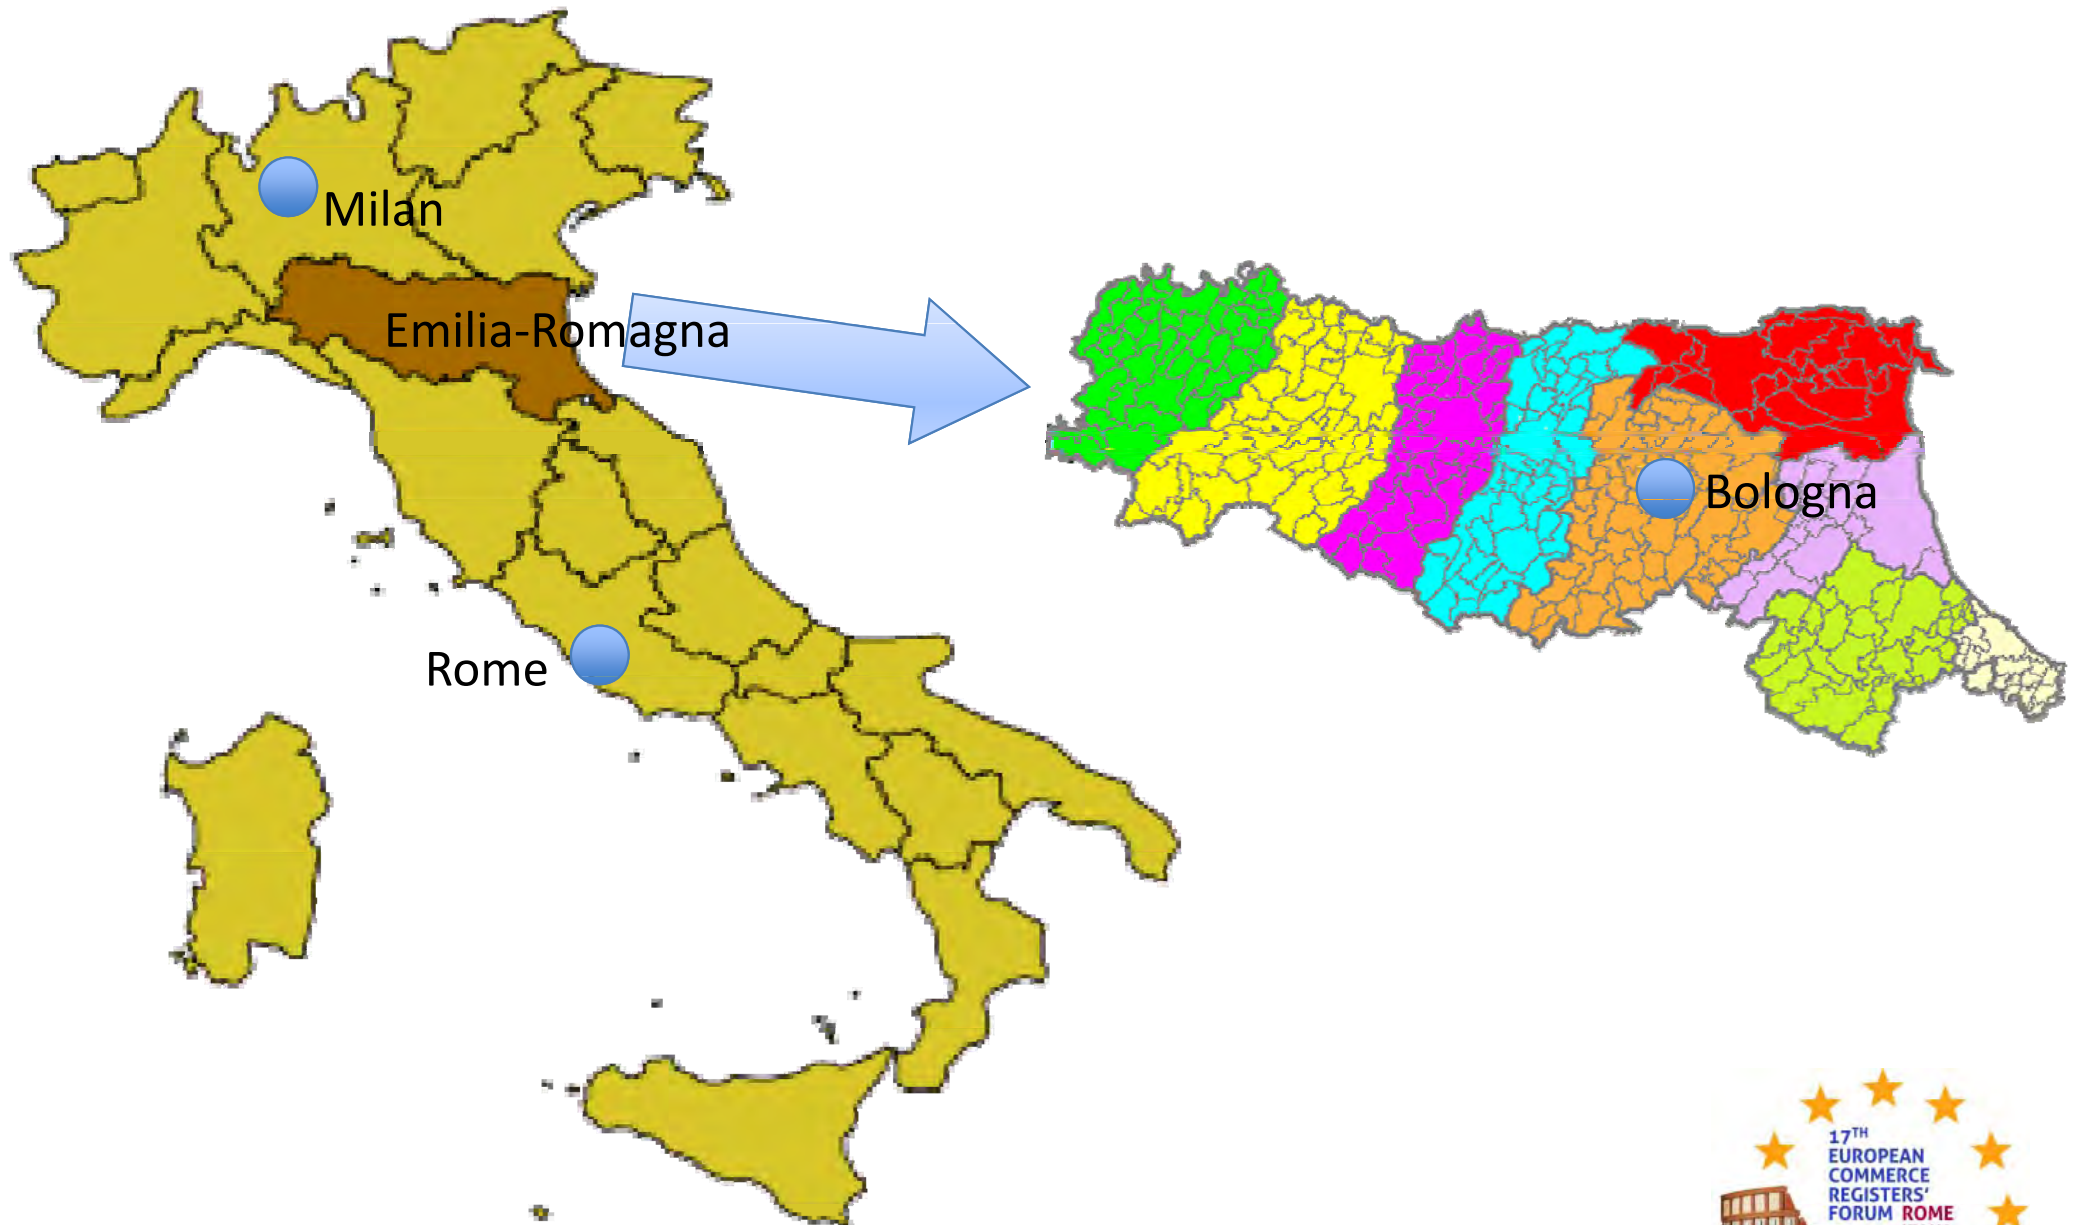 Milan
Emilia-Romagna
Bologna
Rome
17TH
EUROPEAN
COMMERCE
REGISTERS'
FORUM ROME